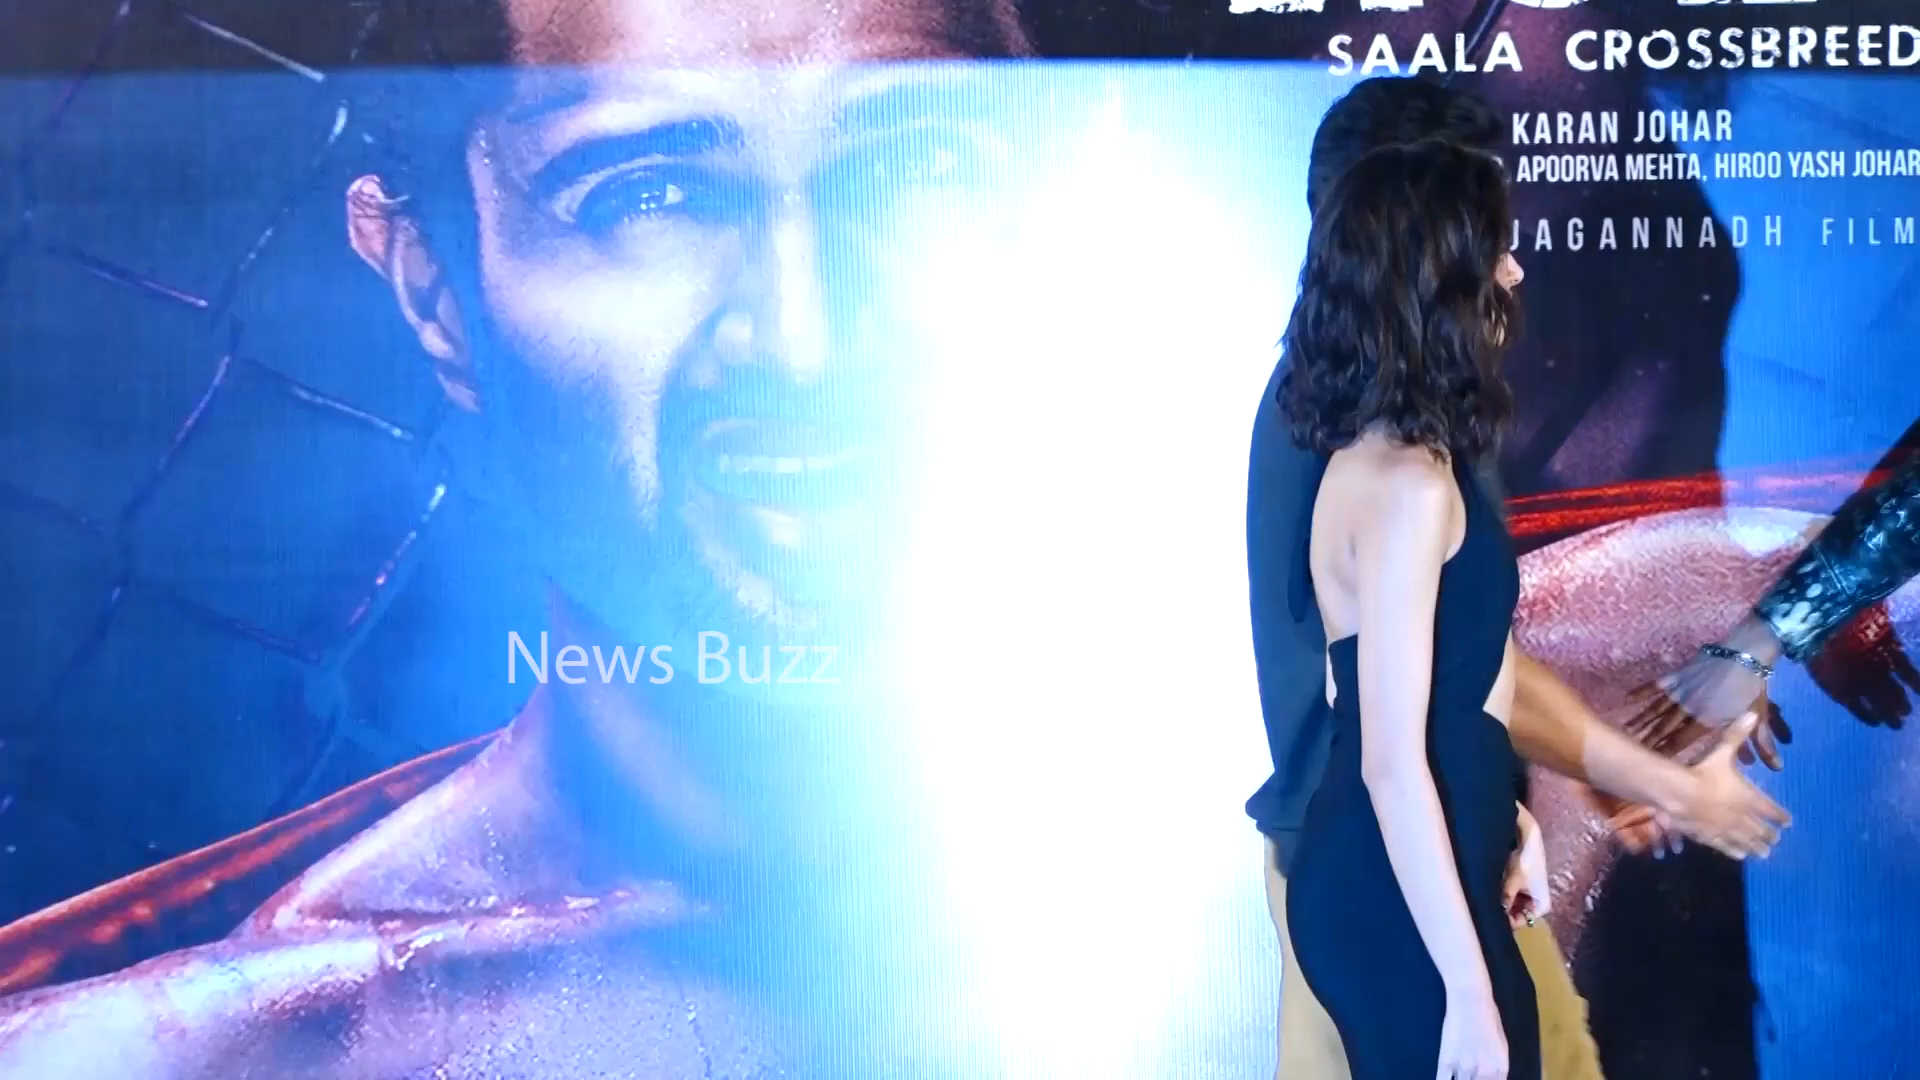 SAALA CROSSBREED
KARAN JOHAR
APOORVA MEHTA, HIROO YASH JOHAR
JAGANNADH FILM
News Buzz